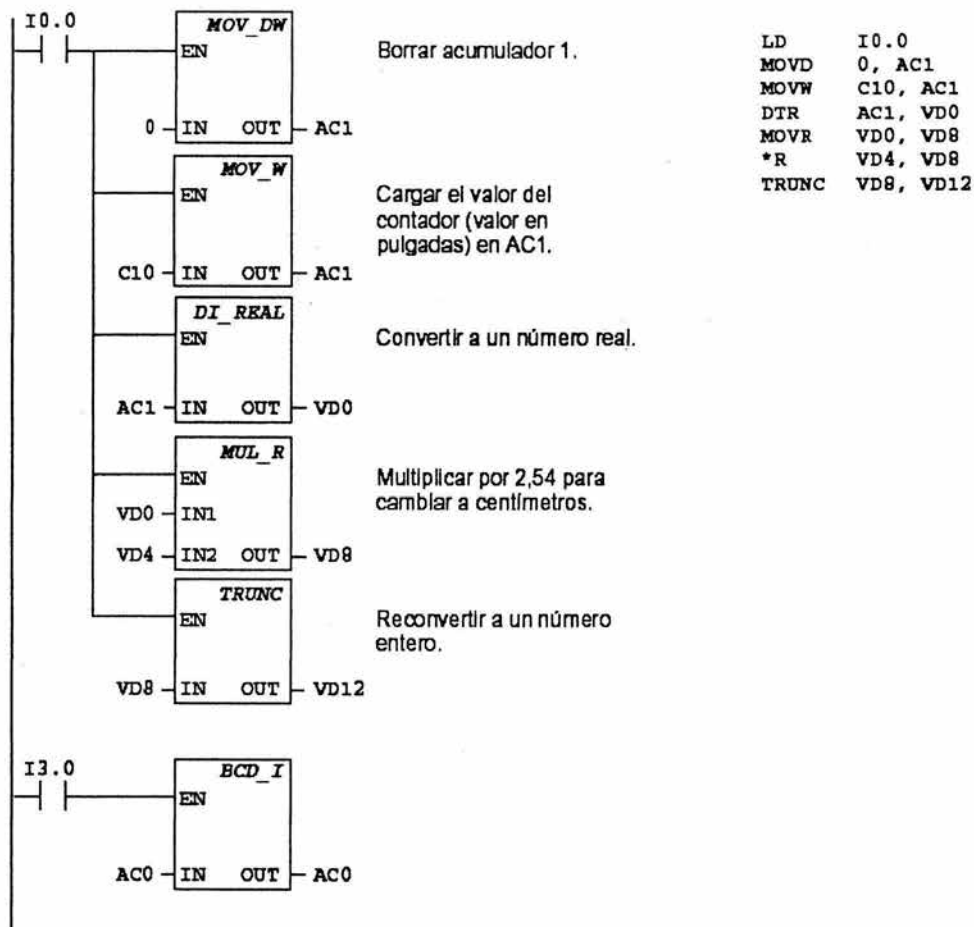 I0.0
MOV_DW
EN
0 IN OUT AC1
Borrar acumulador 1.
MOV_W
EN
C10 IN OUT AC1
Cargar el valor del
contador (valor en
pulgadas) en AC1.
DI_REAL
EN
AC1 IN OUT VD0
Convertir a un número real.
MUL_R
EN
VD0 IN1
VD4 IN2 OUT VD8
Multiplicar por 2,54 para
cambiar a centímetros.
TRUNC
EN
VD8 IN OUT VD12
Reconvertir a un número
entero.
I3.0
BCD_I
EN
AC0 IN OUT AC0
LD I0.0
MOVD 0, AC1
MOVW C10, AC1
DTR AC1, VD0
MOVR VD0, VD8
*R VD4, VD8
TRUNC VD8, VD12